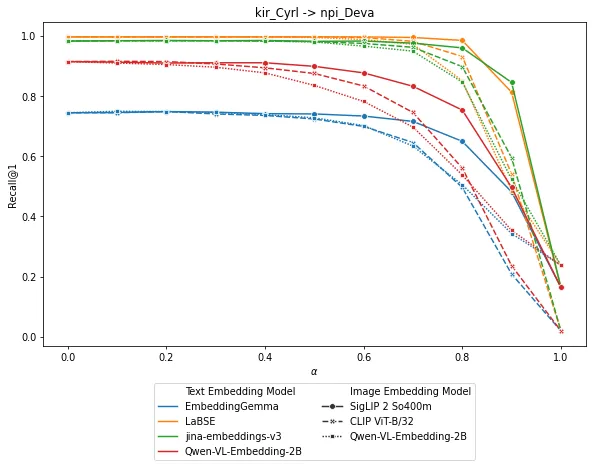 kir_Cyrl -> npi_Deva
Recall@1
1.0
0.8
0.6
0.4
0.2
0.0
0.0 0.2 0.4 0.6 0.8 1.0
α
Text Embedding Model
EmbeddingGemma
LaBSE
jina-embeddings-v3
Qwen-VL-Embedding-2B
Image Embedding Model
SigLIP 2 So400m
CLIP ViT-B/32
Qwen-VL-Embedding-2B